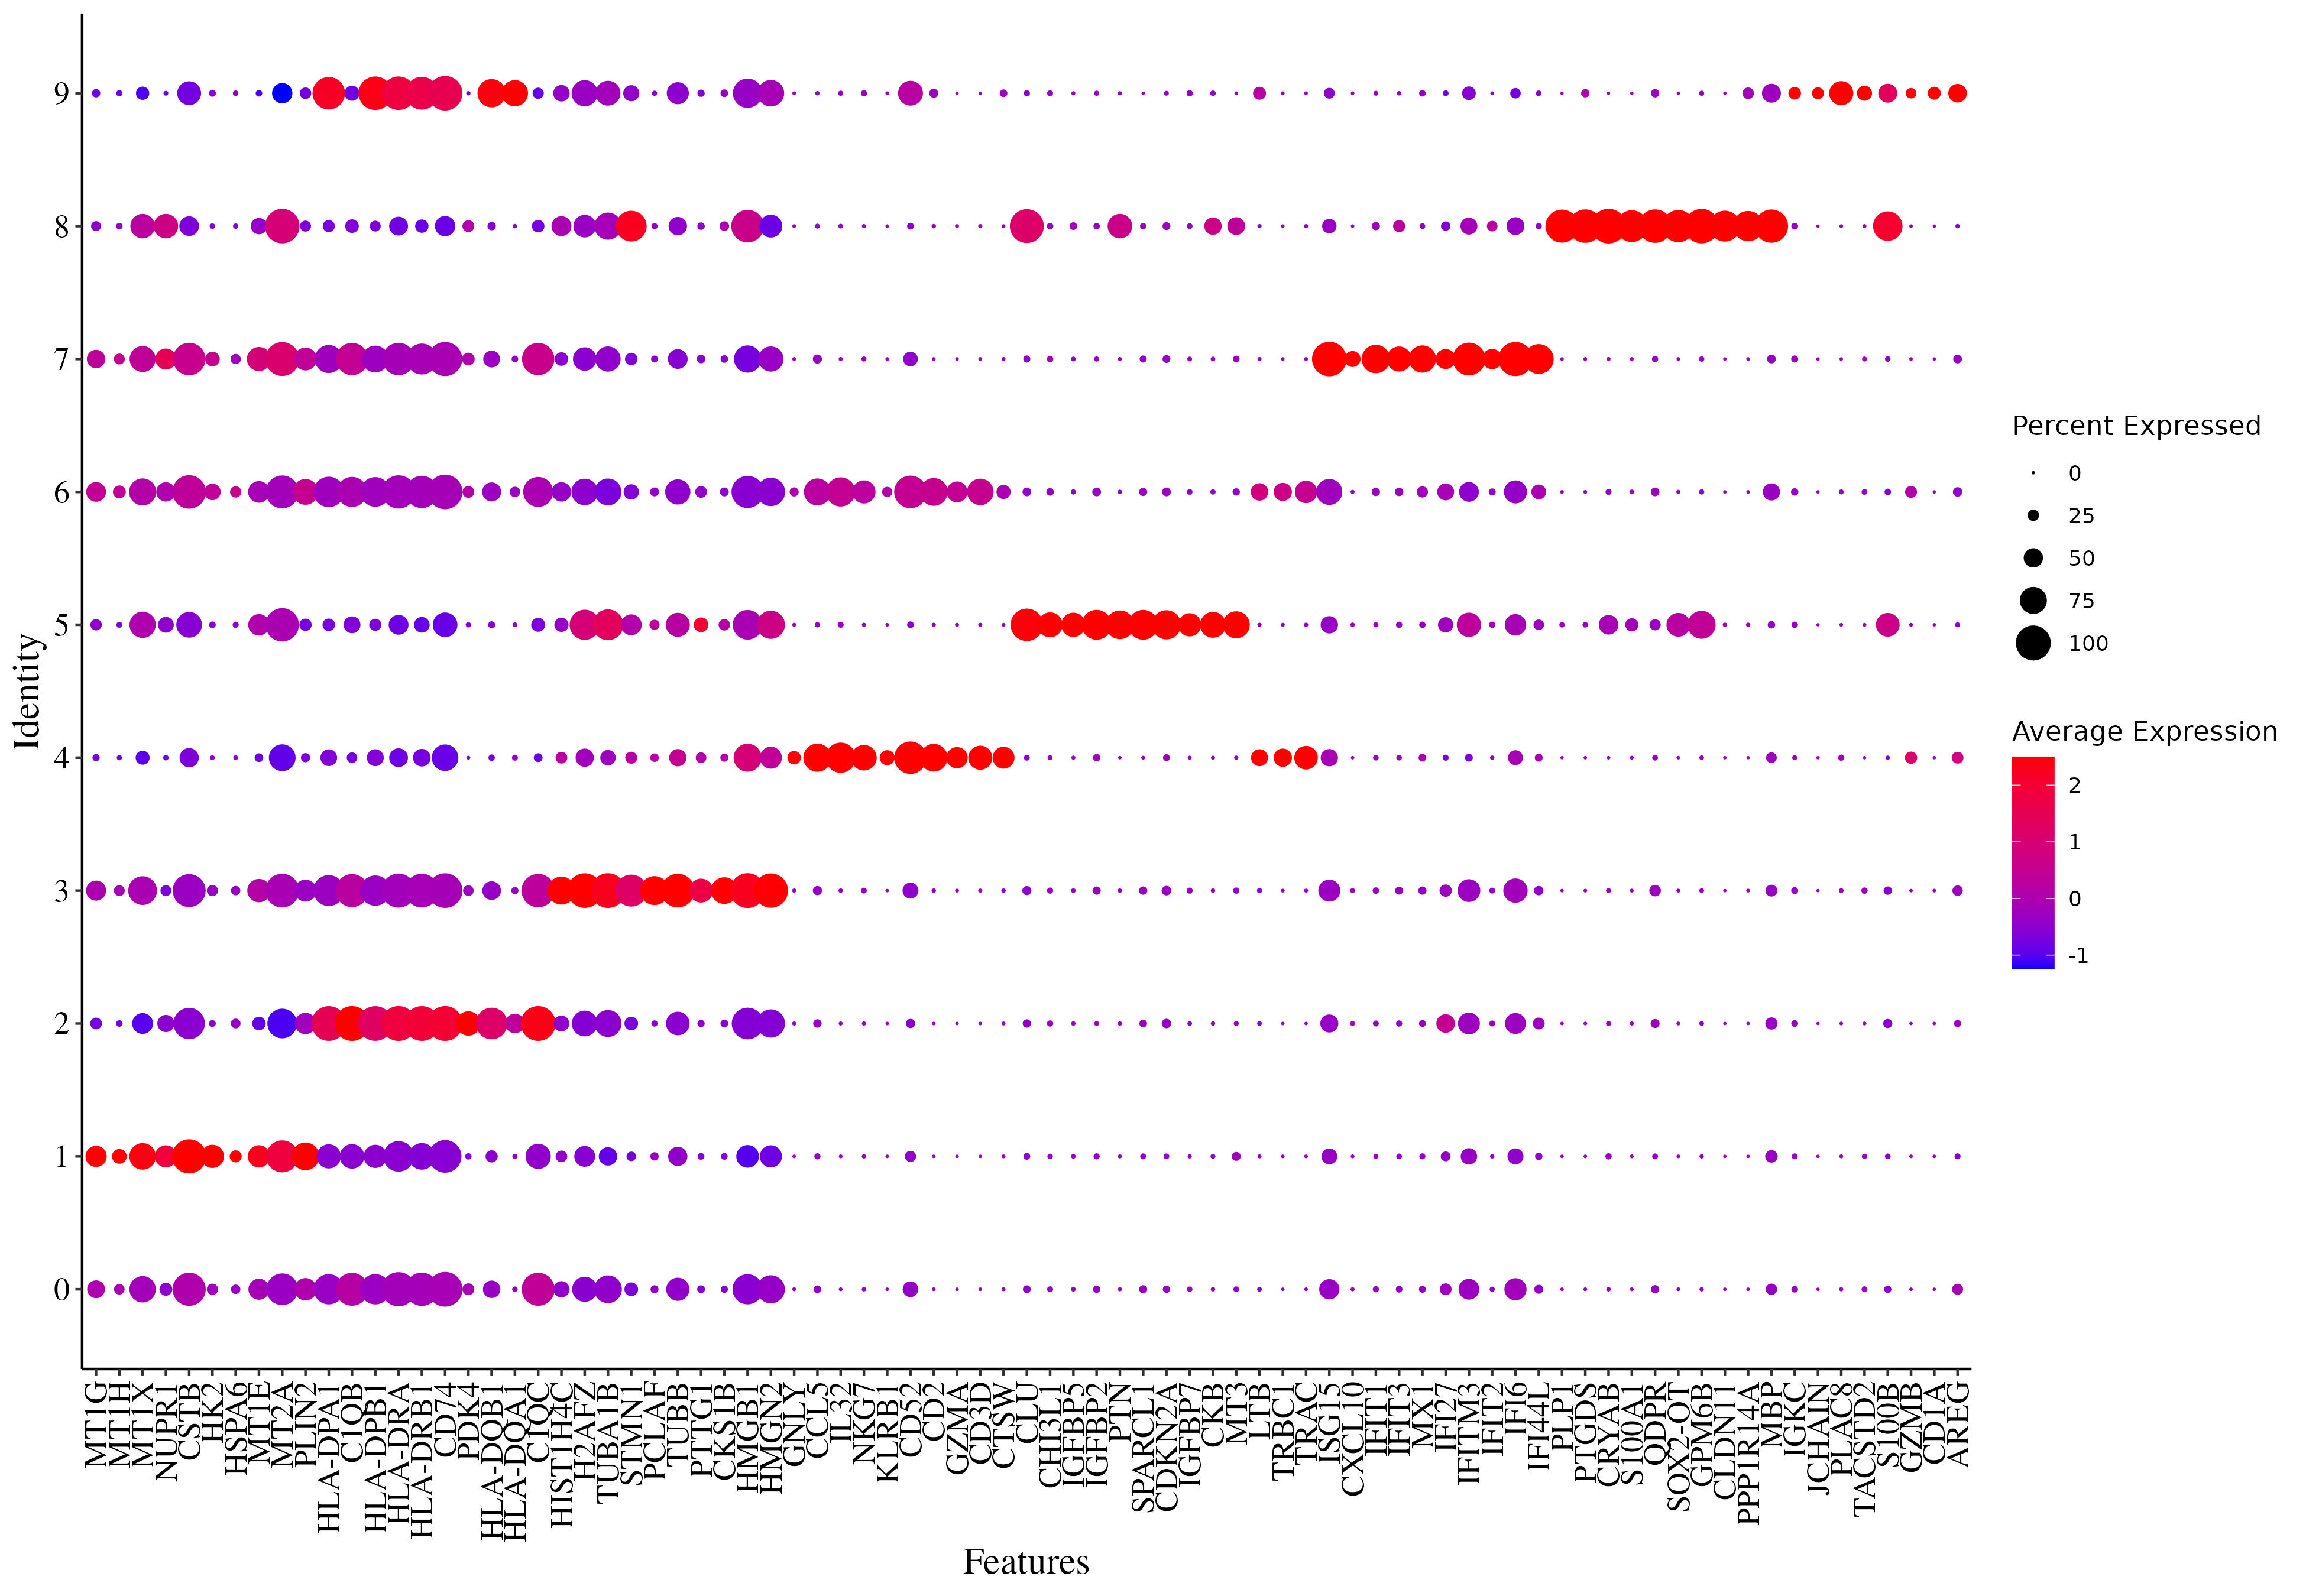 Identity
9
8
7
6
5
4
3
2
1
0
MT1G
MT1H
MT1X
NUPR1
CSTB
HK2
HSPA6
MT1E
MT2A
PLIN2
HLA-DPA1
C1QB
HLA-DPB1
HLA-DRA
HLA-DRB1
CD74
PDK4
HLA-DQB1
HLA-DQA1
C1QC
HIST1H4C
H2AFZ
TUBA1B
STMN1
PCLAF
TUBB
PTTG1
CKS1B
HMGB1
HMGN2
GNLY
CCL5
IL32
NKG7
KLRB1
CD52
CD2
GZMA
CD3D
CTSW
CLU
CHI3L1
IGFBP5
IGFBP2
PTN
SPARCL1
CDKN2A
IGFBP7
CKB
MT3
LTB
TRBC1
TRAC
ISG15
CXCL10
IFIT1
IFIT3
MX1
IFI27
IFITM3
IFIT2
IFI6
IFI44L
PLP1
PTGDS
CRYAB
S100A1
QDPR
SOX2-OT
GPM6B
CLDN11
PPP1R14A
MBP
IGKC
JCHAIN
PLAC8
TACSTD2
S100B
GZMB
CD1A
AREG
Features
Percent Expressed
0
25
50
75
100
Average Expression
2
1
0
-1